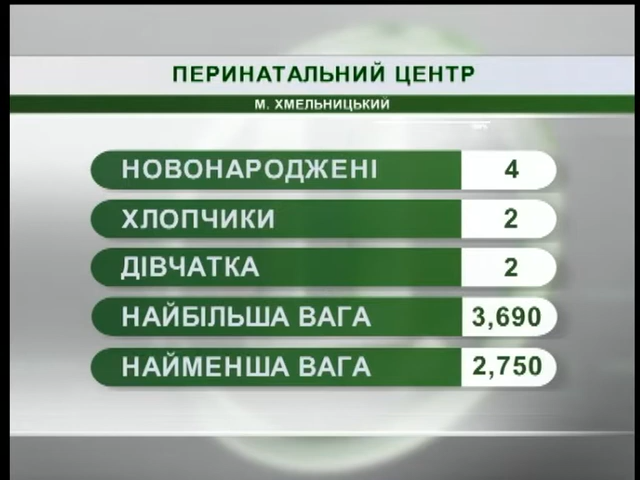 ПЕРИНАТАЛЬНИЙ ЦЕНТР
М. ХМЕЛЬНИЦЬКИЙ
НОВОНАРОДЖЕНІ 4
ХЛОПЧИКИ 2
ДІВЧАТКА 2
НАЙБІЛЬША ВАГА 3,690
НАЙМЕНША ВАГА 2,750